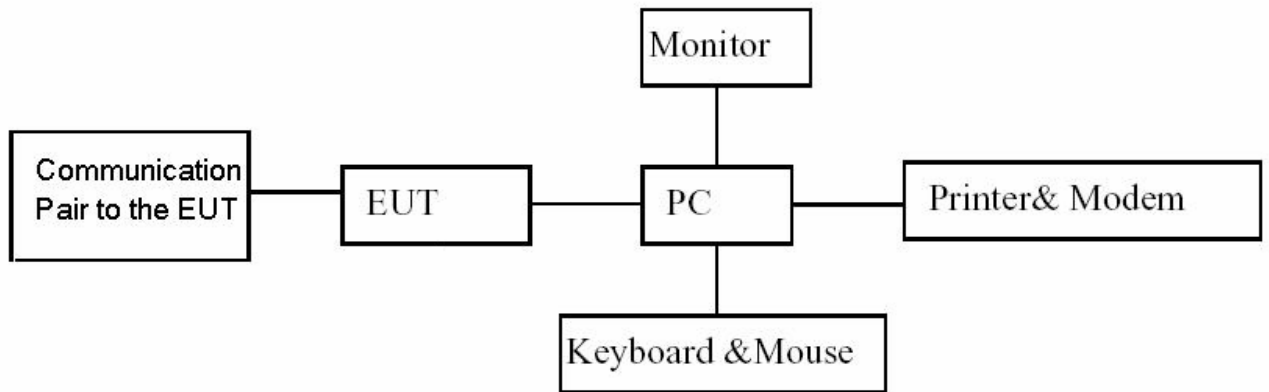 Monitor
Communication
Pair to the EUT
EUT
PC
Printer& Modem
Keyboard &Mouse